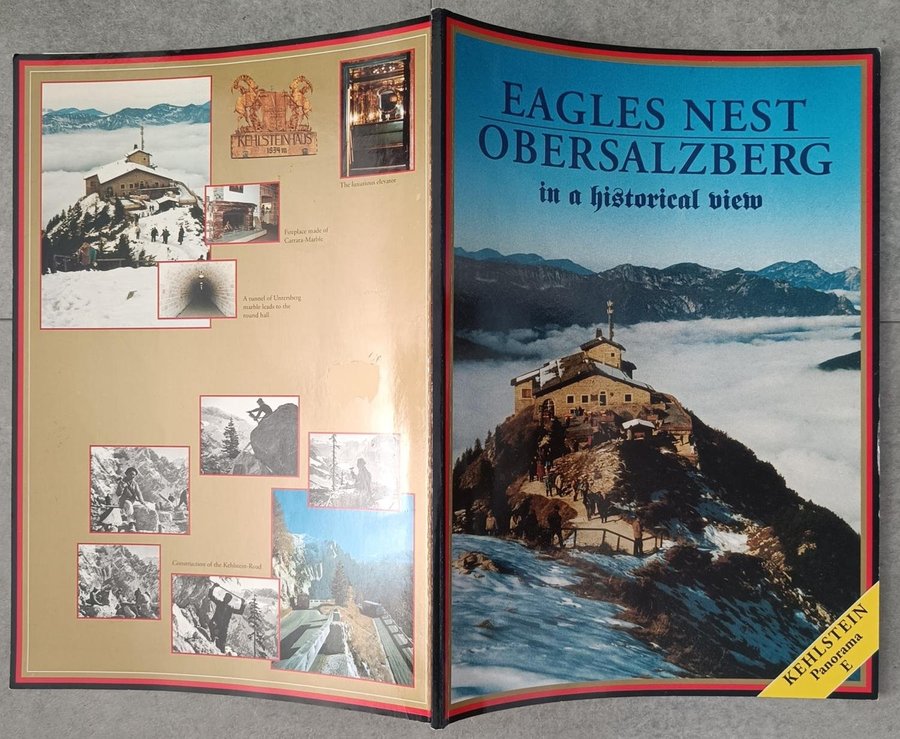 KEHLSTEINHAUS
1834 m
The luxurious elevator
Fireplace made of
Carrara-Marble
A tunnel of Untersberg
marble leads to the
round hall
Construction of the Kehlstein-Road
EAGLES NEST
OBERSALZBERG
in a historical view
KEHLSTEIN
Panorama
E